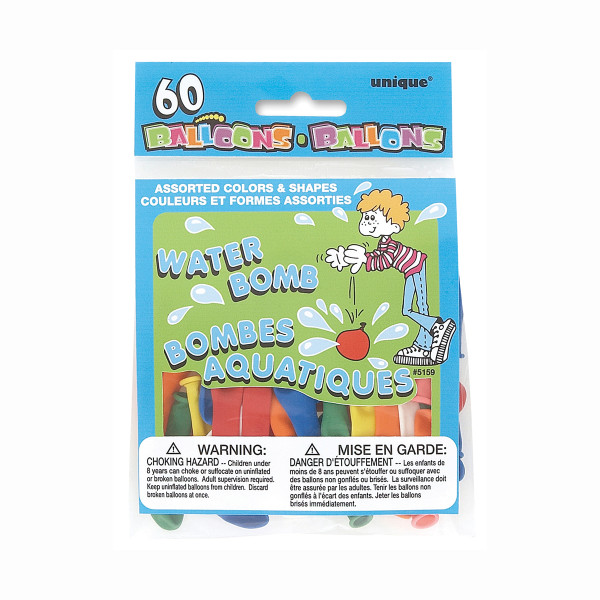 60
unique®
BALLOONS • BALLONS
ASSORTED COLORS & SHAPES
COULEURS ET FORMES ASSORTIES
WATER
BOMB
BOMBES
AQUATIQUES
#5159
WARNING:
CHOKING HAZARD -- Children under
8 years can choke or suffocate on uninflated
or broken balloons. Adult supervision required.
Keep uninflated balloons from children. Discard
broken balloons at once.
MISE EN GARDE:
DANGER D'ÉTOUFFEMENT -- Les enfants de
moins de 8 ans peuvent s'étouffer ou suffoquer avec
des ballons non gonflés ou brisés. La surveillance doit
être assurée par les adultes. Tenir les ballons non
gonflés à l'écart des enfants. Jeter les ballons
brisés immédiatement.